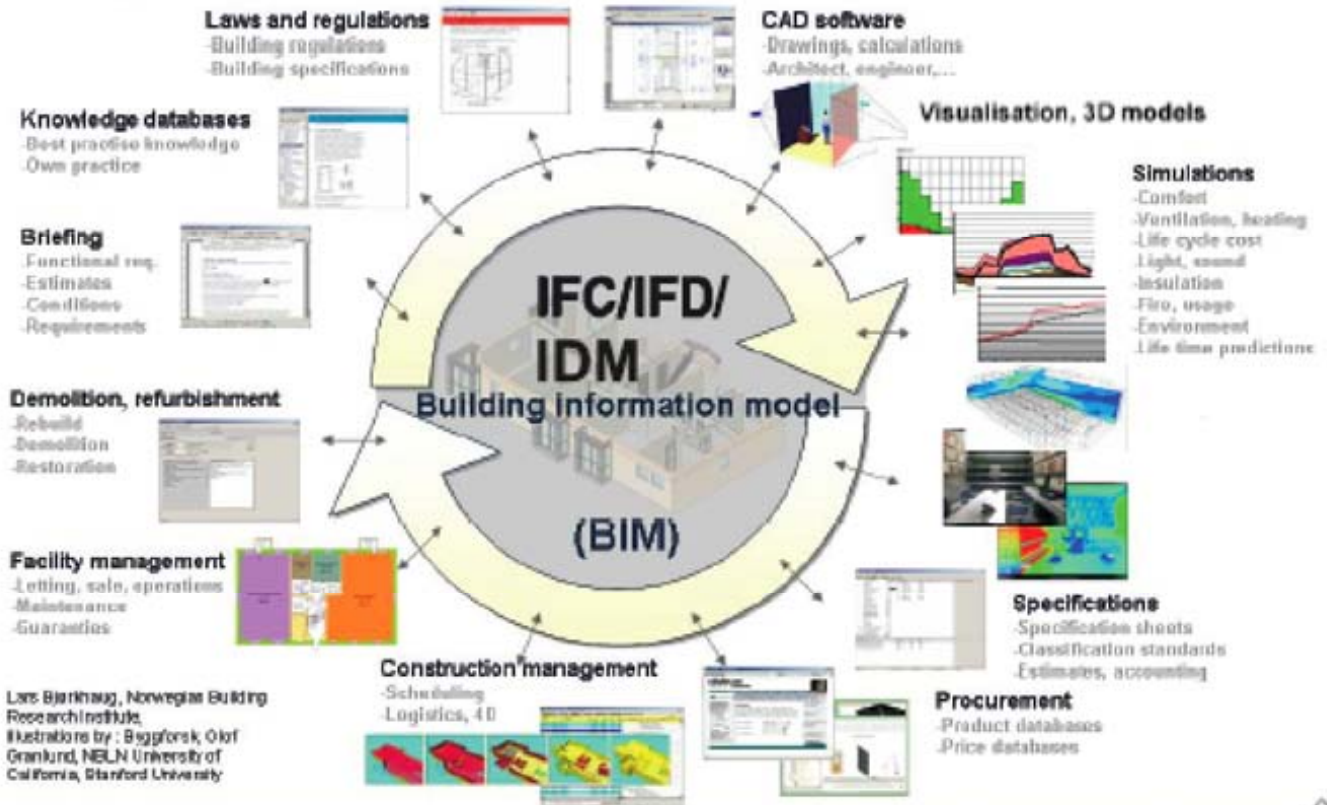 Laws and regulations
-Building regulations
-Building specifications
CAD software
-Drawings, calculations
-Architect, engineer,...
Visualisation, 3D models
Knowledge databases
-Best practise knowledge
-Own practice
Simulations
-Comfort
-Ventilation, heating
-Life cycle cost
-Light, sound
-Insulation
-Fire, usage
-Environment
-Life time predictions
Briefing
-Functional req.
-Estimates
-Conditions
-Requirements
IFC/IFD/
IDM
Building information model
(BIM)
Demolition, refurbishment
-Rebuild
-Demolition
-Restoration
Facility management
-Letting, sale, operations
-Maintenance
-Guaranties
Specifications
-Specification sheets
-Classification standards
-Estimates, accounting
Construction management
-Scheduling
-Logistics, 4D
Procurement
-Product databases
-Price databases
Lars Bjørkhaug, Norwegian Building
Research Institute,
Illustrations by : Byggforsk, Olof
Granlund, NBLN University of
California, Stanford University